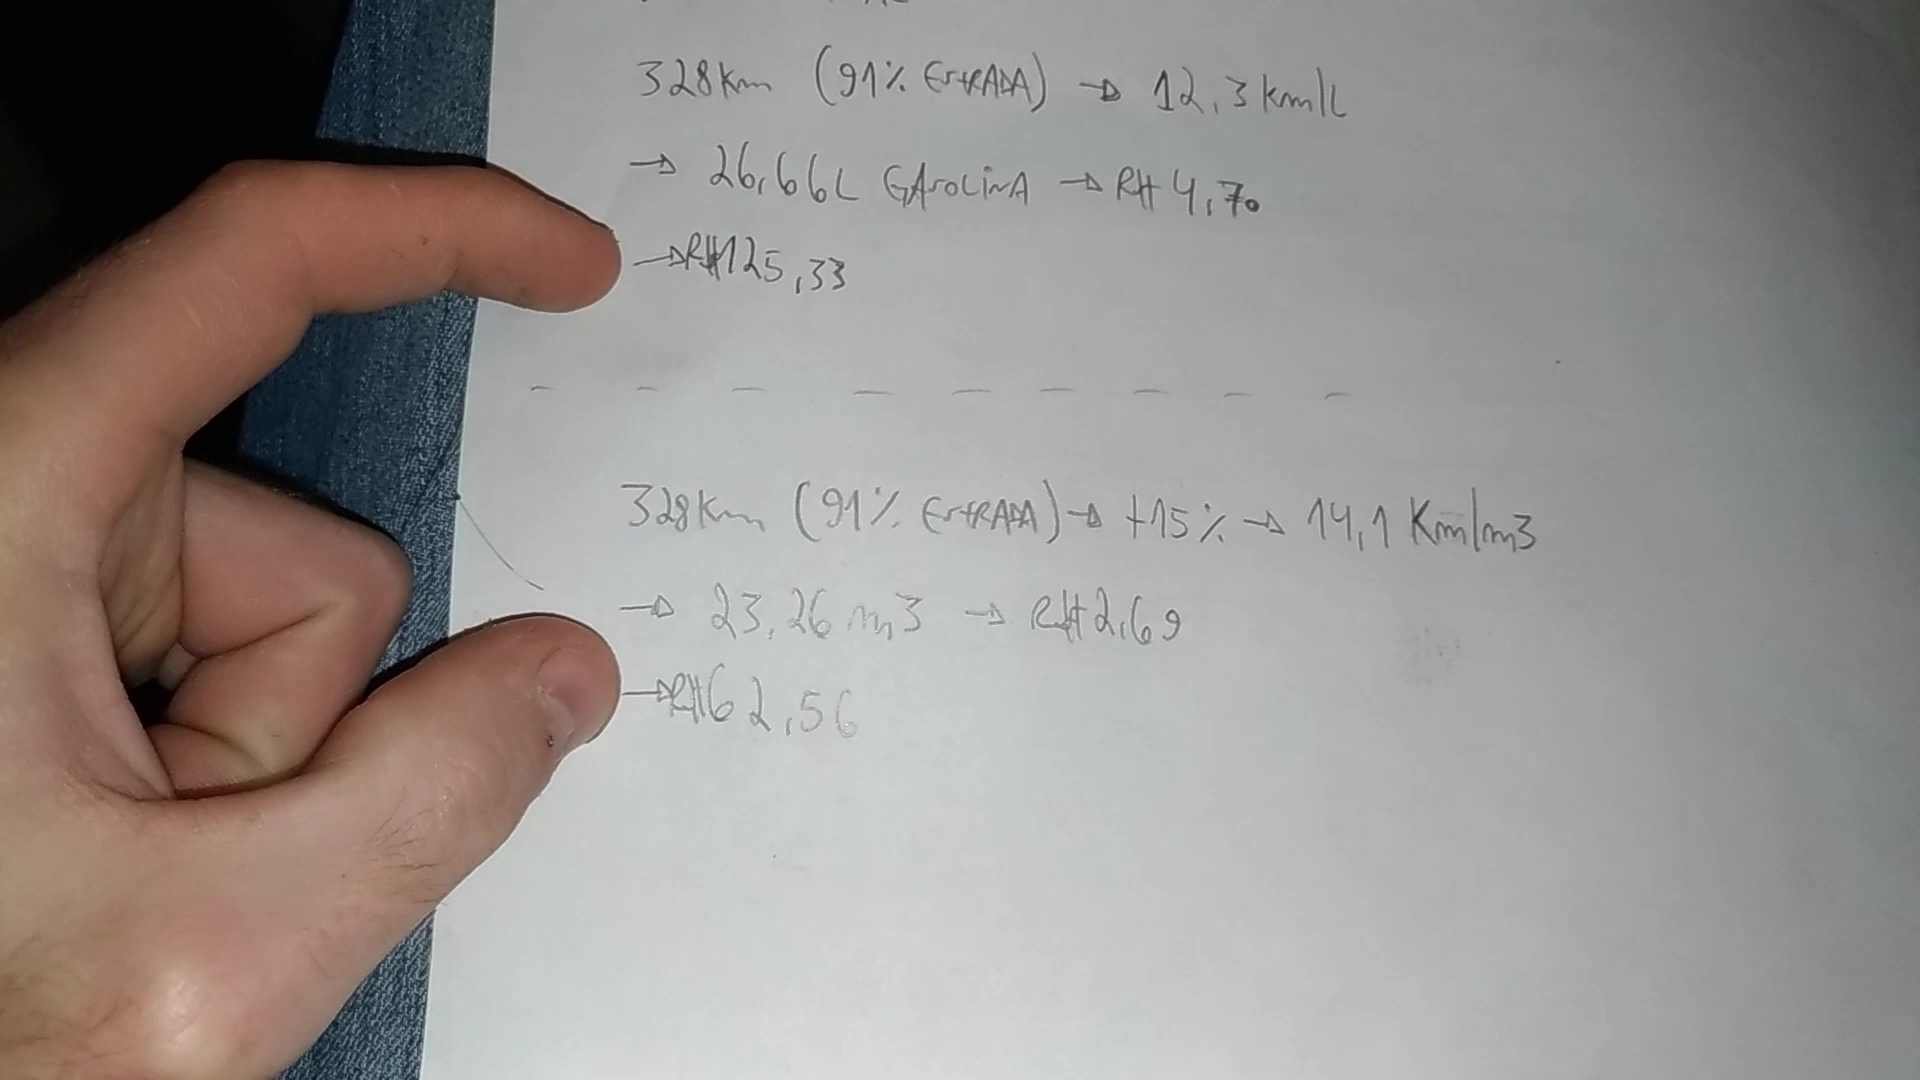 328Km (91% EstRADA) → 12,3 km/L
→ 26,66L GAsoLinA → R$ 4,70
→R$125,33
328Km (91% EstRADA) → +15% → 14,1 Km/m3
→ 23,26 m3 → R$2,69
→R$62,56